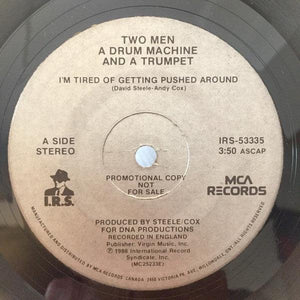 TWO MEN
A DRUM MACHINE
AND A TRUMPET
I'M TIRED OF GETTING PUSHED AROUND
(David Steele-Andy Cox)
A SIDE
STEREO
IRS-53335
3:50 ASCAP
I.R.S.
PROMOTIONAL COPY
NOT
FOR SALE
MCA
RECORDS
PRODUCED BY STEELE/COX
FOR DNA PRODUCTIONS
RECORDED IN ENGLAND
Publisher: Virgin Music, Inc.
Ⓟ 1988 International Record
Syndicate, Inc.
(MC25233E)